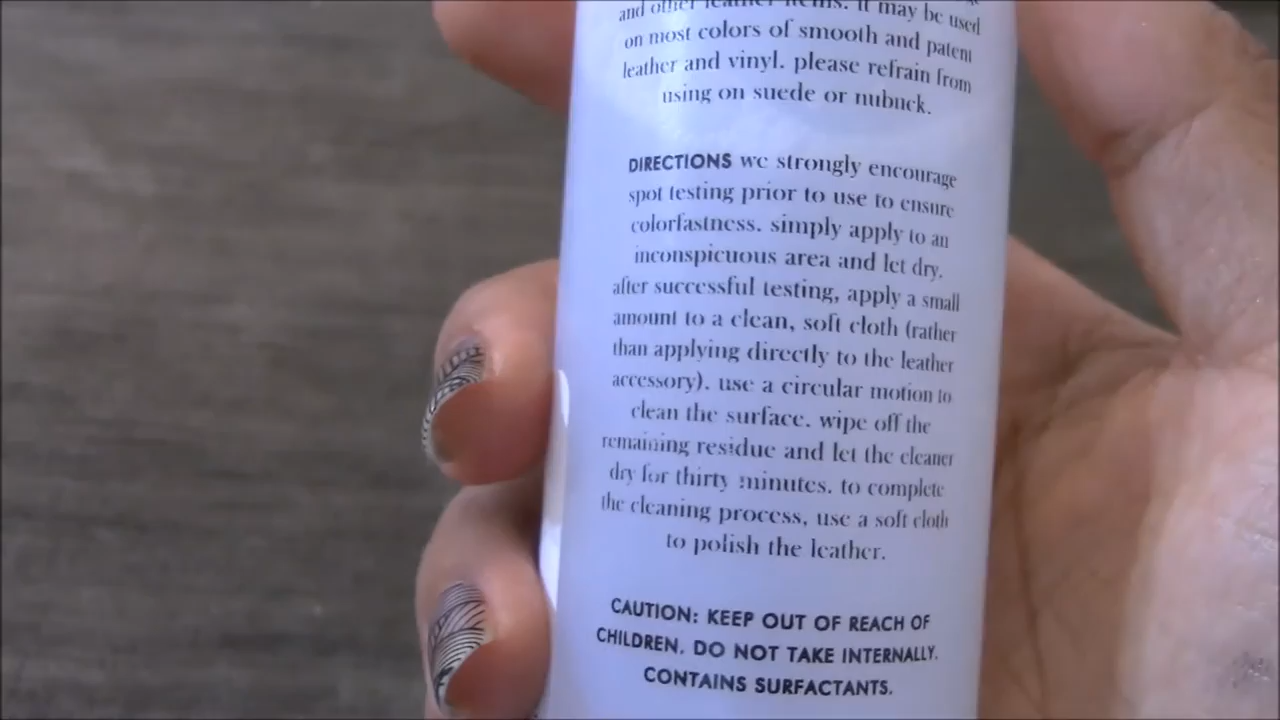 and other leather items. it may be used
on most colors of smooth and patent
leather and vinyl. please refrain from
using on suede or nubuck.
DIRECTIONS we strongly encourage
spot testing prior to use to ensure
colorfastness. simply apply to an
inconspicuous area and let dry.
after successful testing, apply a small
amount to a clean, soft cloth (rather
than applying directly to the leather
accessory). use a circular motion to
clean the surface. wipe off the
remaining residue and let the cleaner
dry for thirty minutes. to complete
the cleaning process, use a soft cloth
to polish the leather.
CAUTION: KEEP OUT OF REACH OF
CHILDREN. DO NOT TAKE INTERNALLY.
CONTAINS SURFACTANTS.